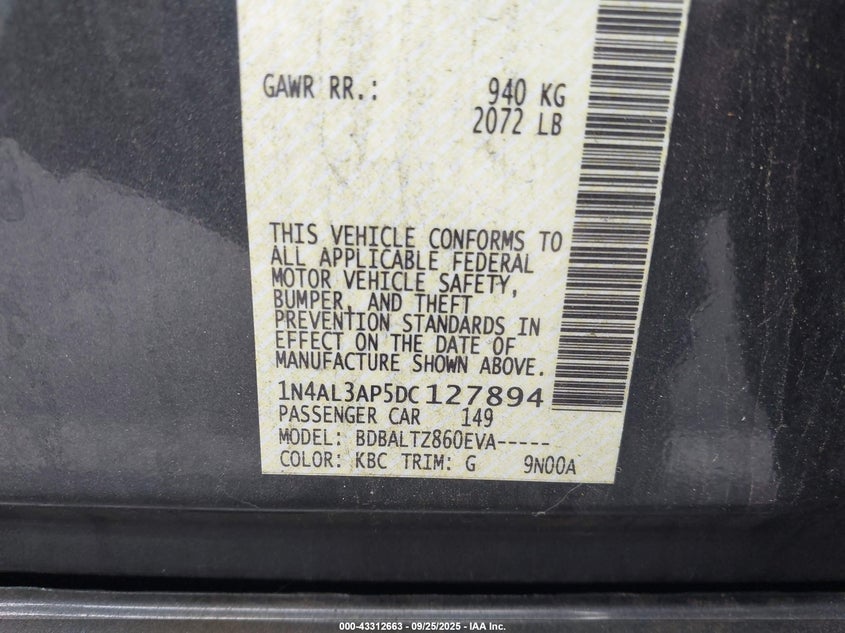 GAWR RR.: 940 KG
2072 LB
THIS VEHICLE CONFORMS TO
ALL APPLICABLE FEDERAL
MOTOR VEHICLE SAFETY,
BUMPER, AND THEFT
PREVENTION STANDARDS IN
EFFECT ON THE DATE OF
MANUFACTURE SHOWN ABOVE.
1N4AL3AP5DC127894
PASSENGER CAR 149
MODEL: BDBALTZ860EVA-----
COLOR: KBC TRIM: G 9N00A
000-43312663 - 09/25/2025 - IAA Inc.